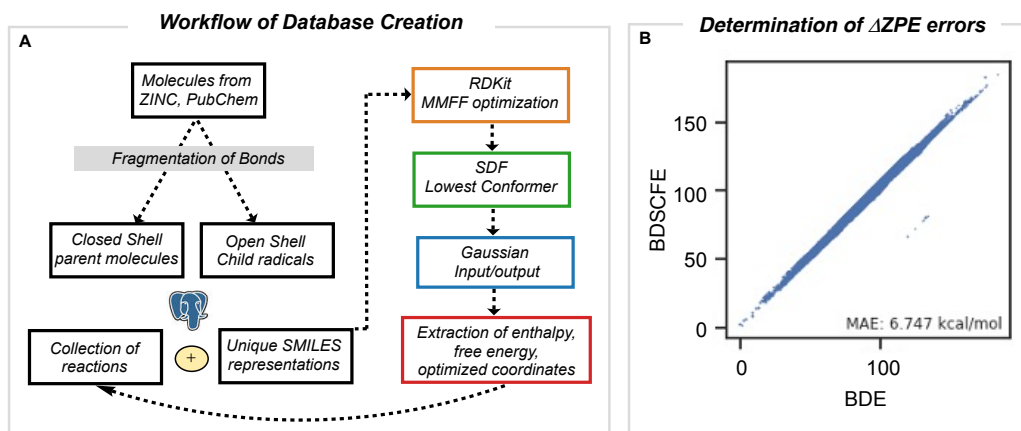 Workflow of Database Creation
A
Molecules from
ZINC, PubChem
Fragmentation of Bonds
Closed Shell
parent molecules
Open Shell
Child radicals
Collection of
reactions
+
Unique SMILES
representations
RDKit
MMFF optimization
SDF
Lowest Conformer
Gaussian
Input/output
Extraction of enthalpy,
free energy,
optimized coordinates
Determination of ΔZPE errors
B
BDSCFE
150
100
50
0
MAE: 6.747 kcal/mol
0
100
BDE